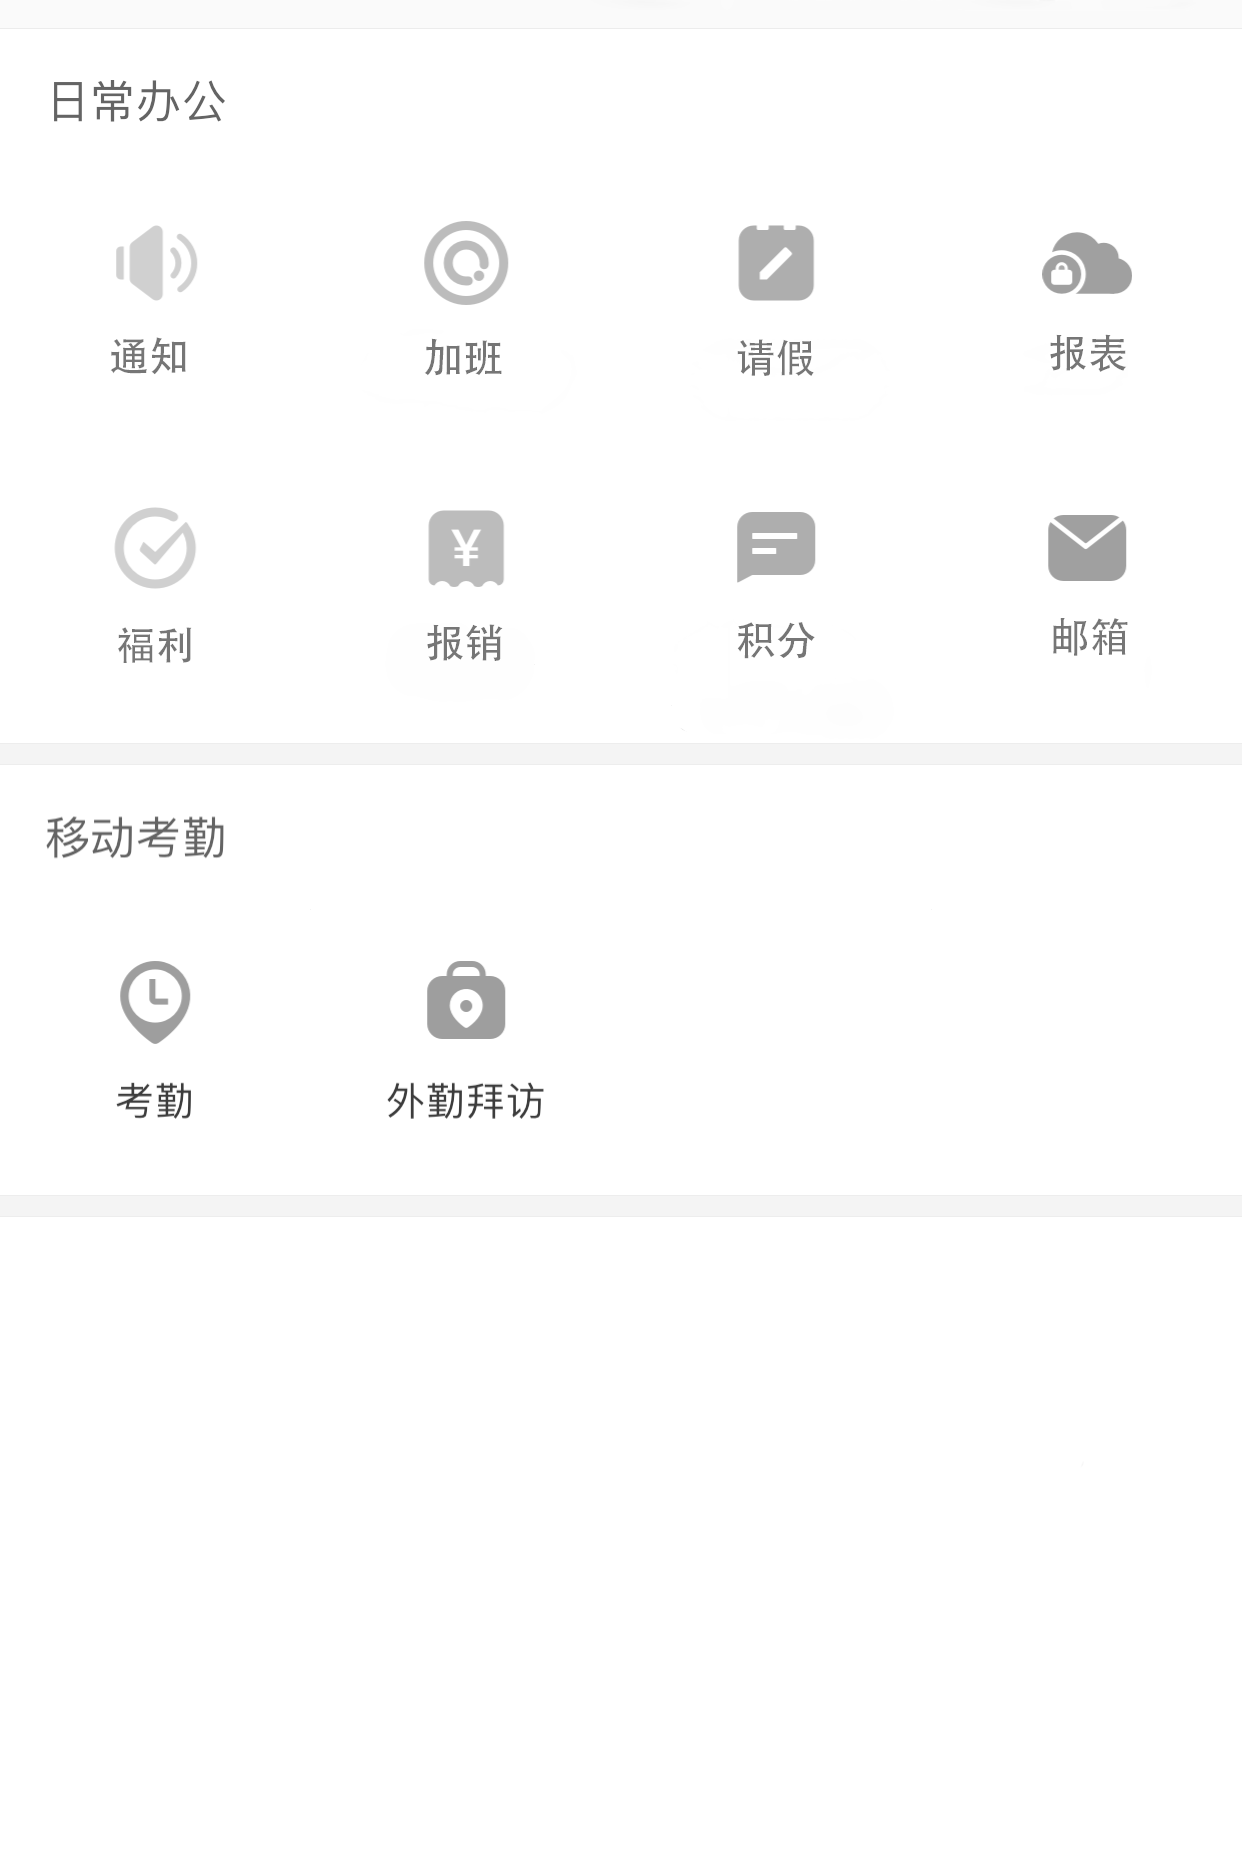 日常办公
通知 加班 请假 报表
¥
福利 报销 积分 邮箱
移动考勤
考勤 外勤拜访